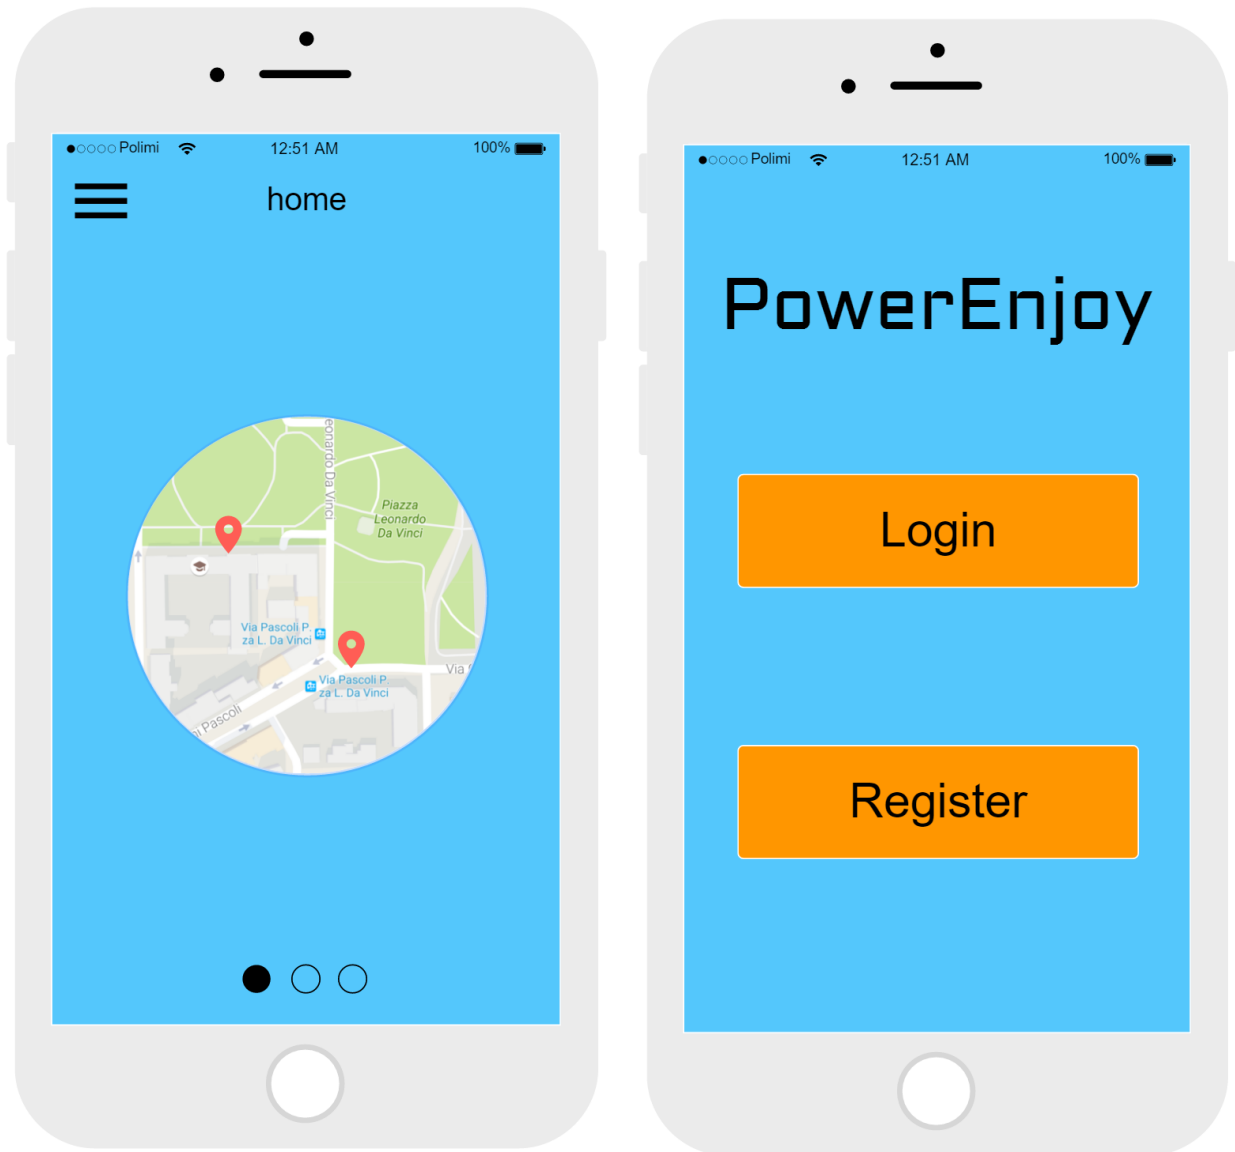 Polimi 12:51 AM 100%
home
eonardo Da Vinci
Piazza
Leonardo
Da Vinci
Via Pascoli P.
za L. Da Vinci
Via
Via Pascoli P.
za L. Da Vinci
ni Pascoli
Polimi 12:51 AM 100%
PowerEnjoy
Login
Register